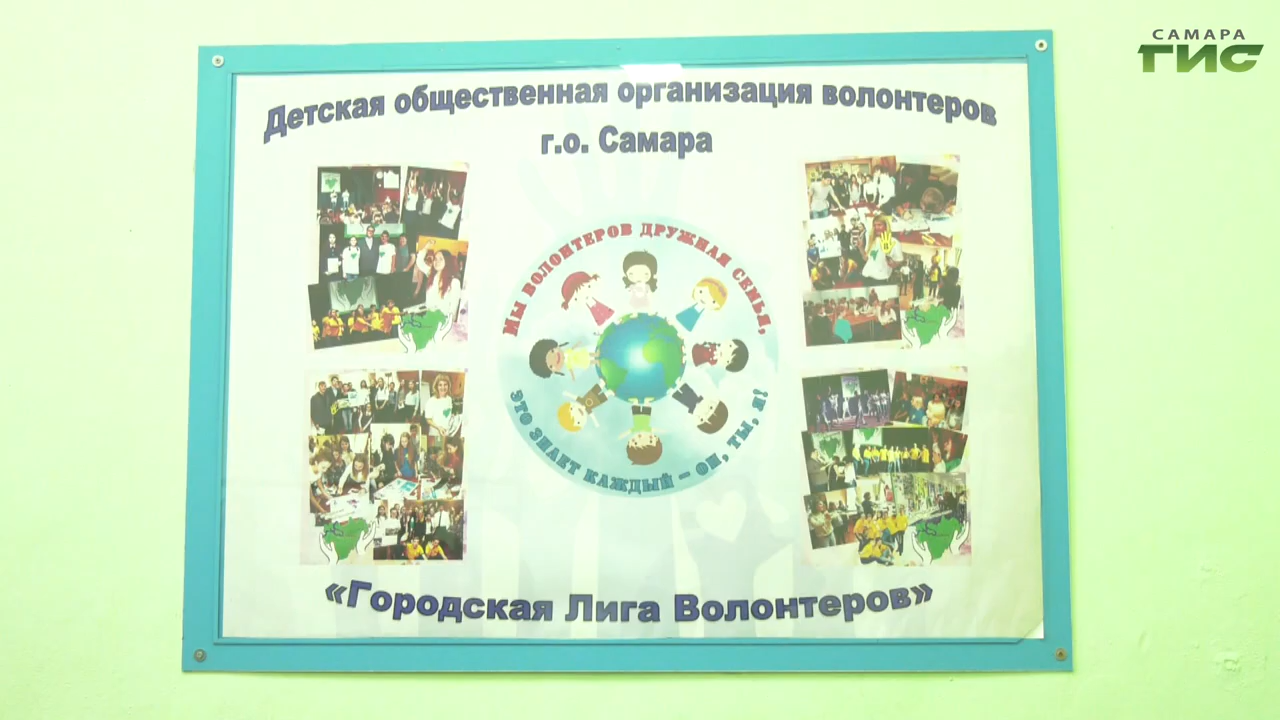 САМАРА
ГИС
Детская общественная организация волонтеров
г.о. Самара
Мы волонтеров дружная семья,
это знает каждый – он, ты, я!
«Городская Лига Волонтеров»